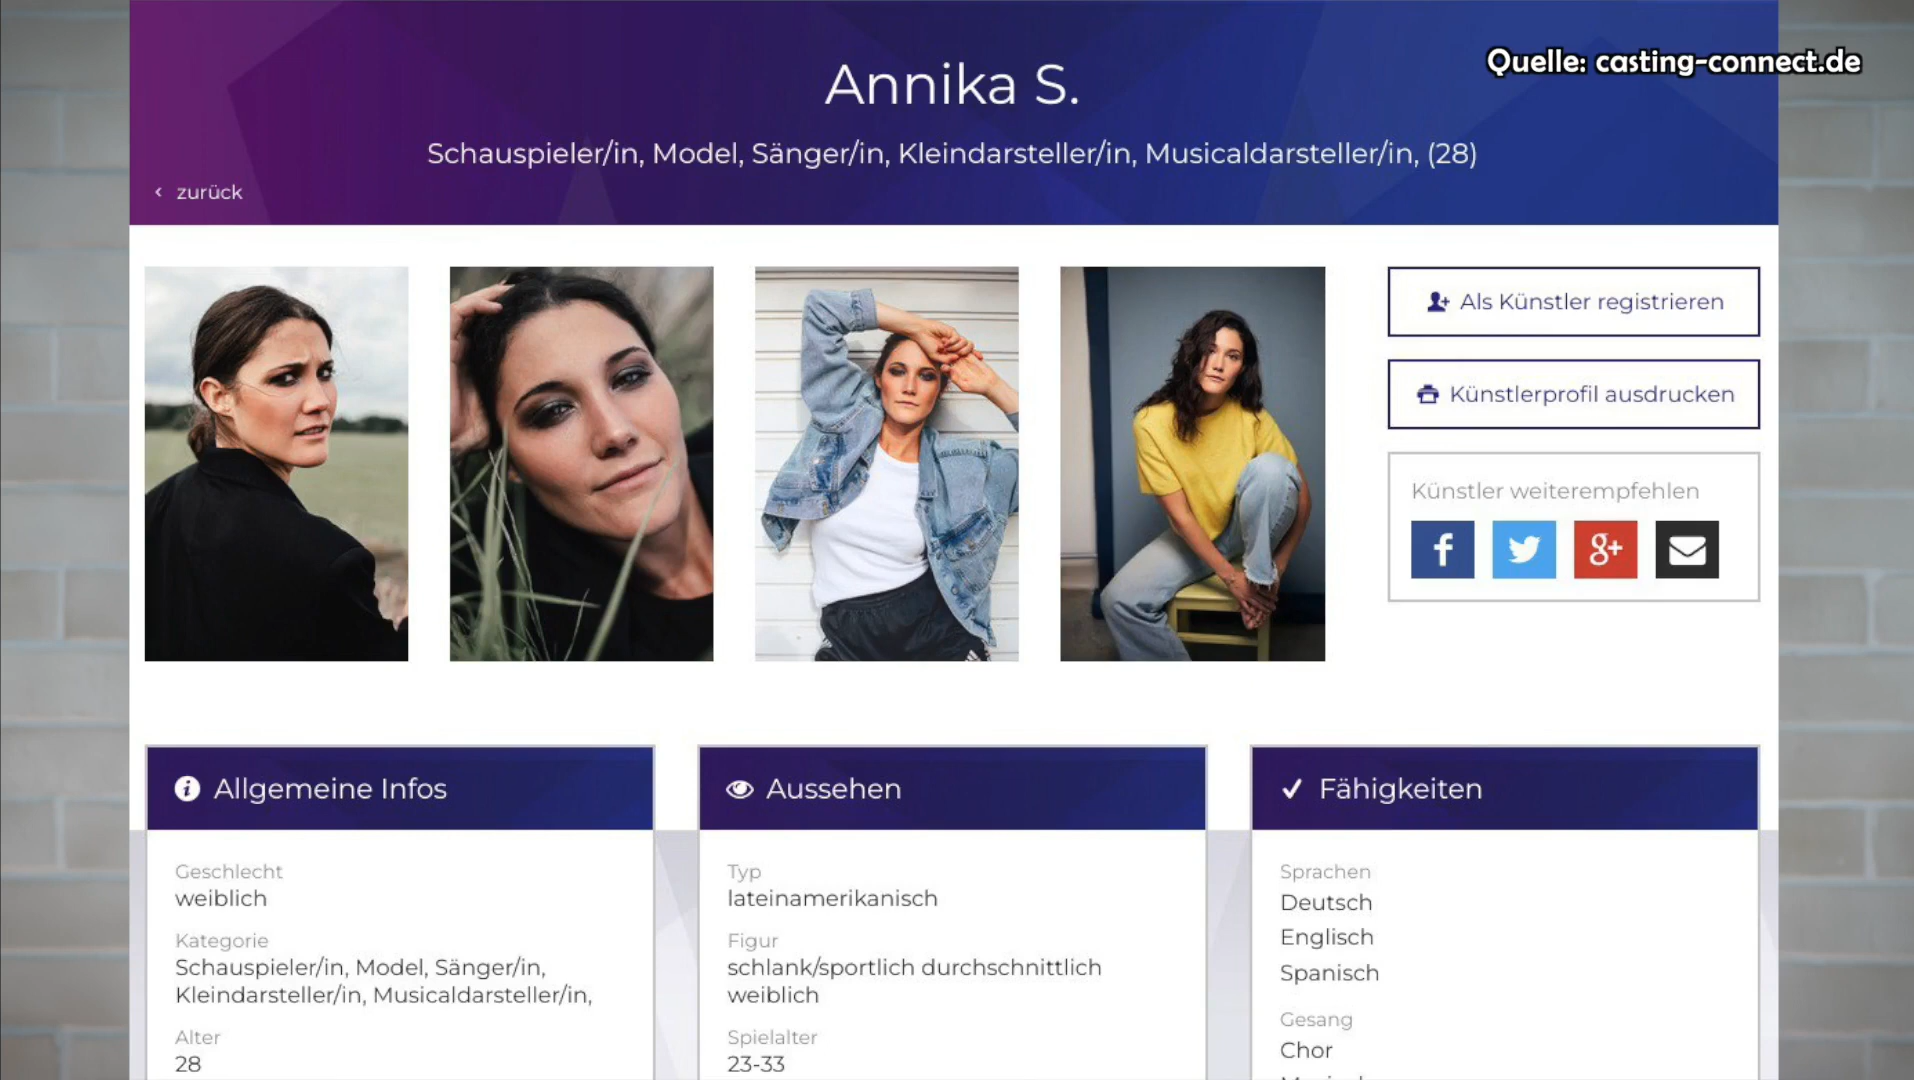 Annika S.
Quelle: casting-connect.de
Schauspieler/in, Model, Sänger/in, Kleindarsteller/in, Musicaldarsteller/in, (28)
‹ zurück
Als Künstler registrieren
Künstlerprofil ausdrucken
Künstler weiterempfehlen
f
g+
Allgemeine Infos
Geschlecht
weiblich
Kategorie
Schauspieler/in, Model, Sänger/in,
Kleindarsteller/in, Musicaldarsteller/in,
Alter
28
Aussehen
Typ
lateinamerikanisch
Figur
schlank/sportlich durchschnittlich
weiblich
Spielalter
23-33
Fähigkeiten
Sprachen
Deutsch
Englisch
Spanisch
Gesang
Chor